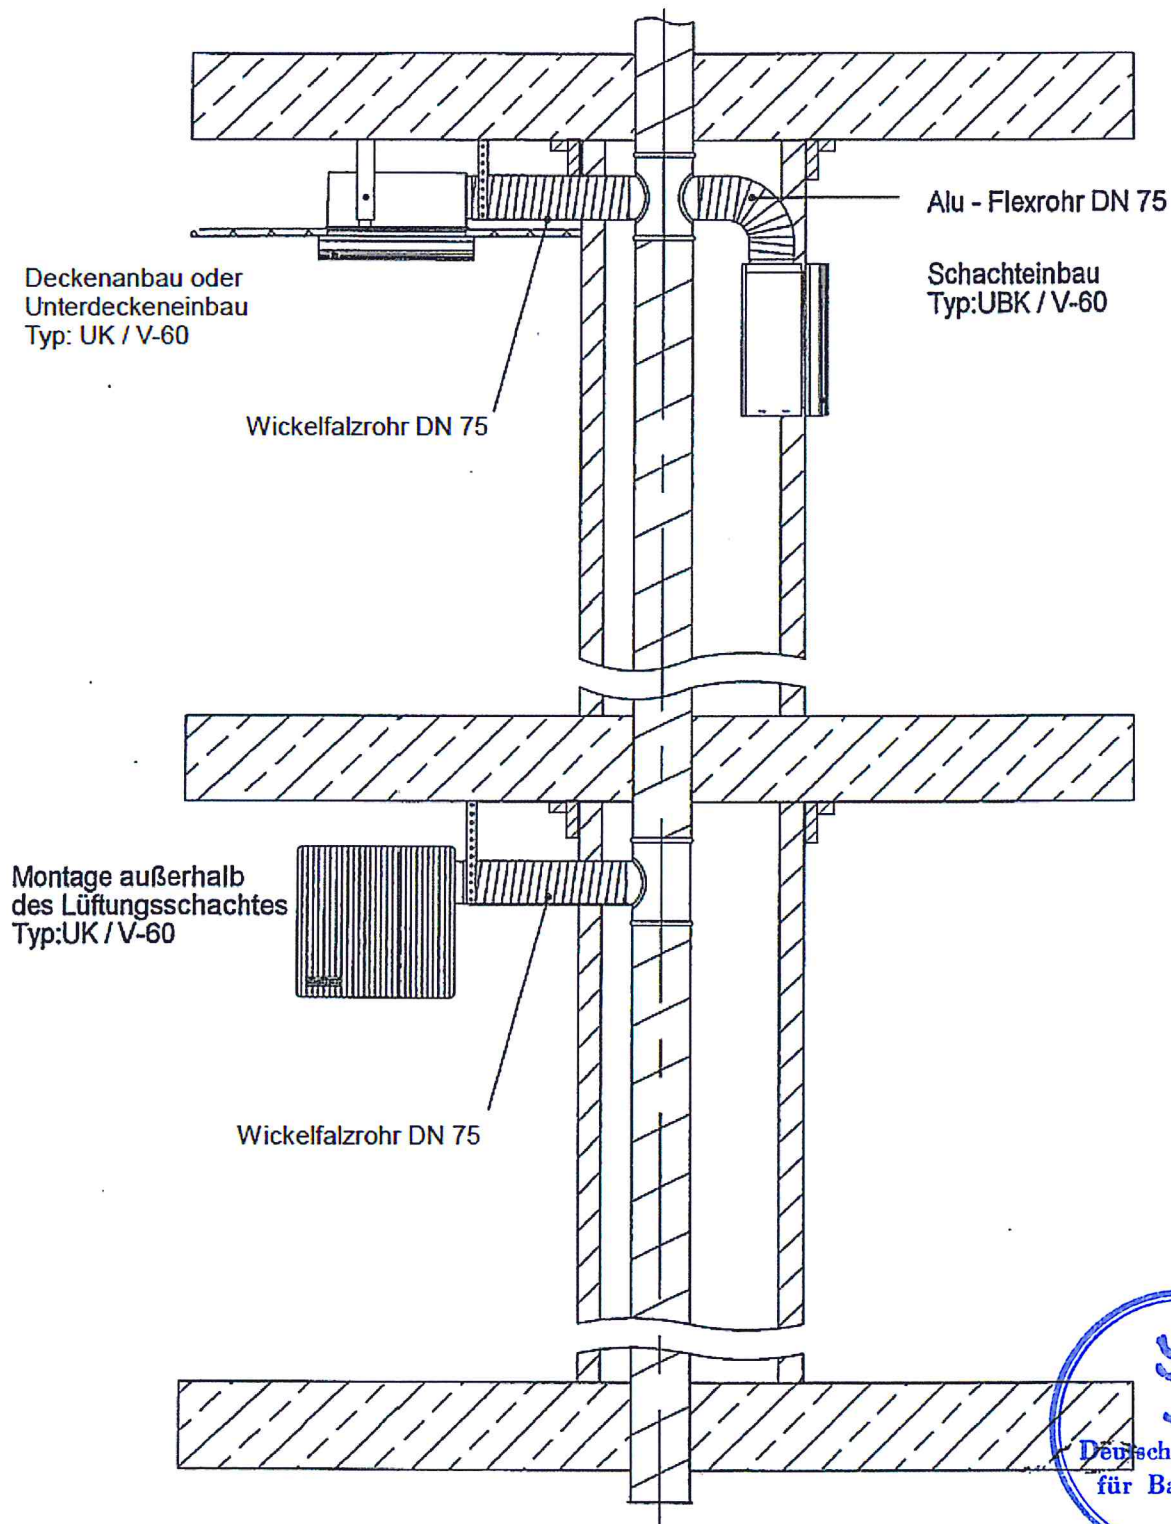 Alu - Flexrohr DN 75
Deckenanbau oder
Unterdeckeneinbau
Typ: UK / V-60
Schachteinbau
Typ:UBK / V-60
Wickelfalzrohr DN 75
Montage außerhalb
des Lüftungsschachtes
Typ:UK / V-60
Wickelfalzrohr DN 75
Deutsch
für Ba